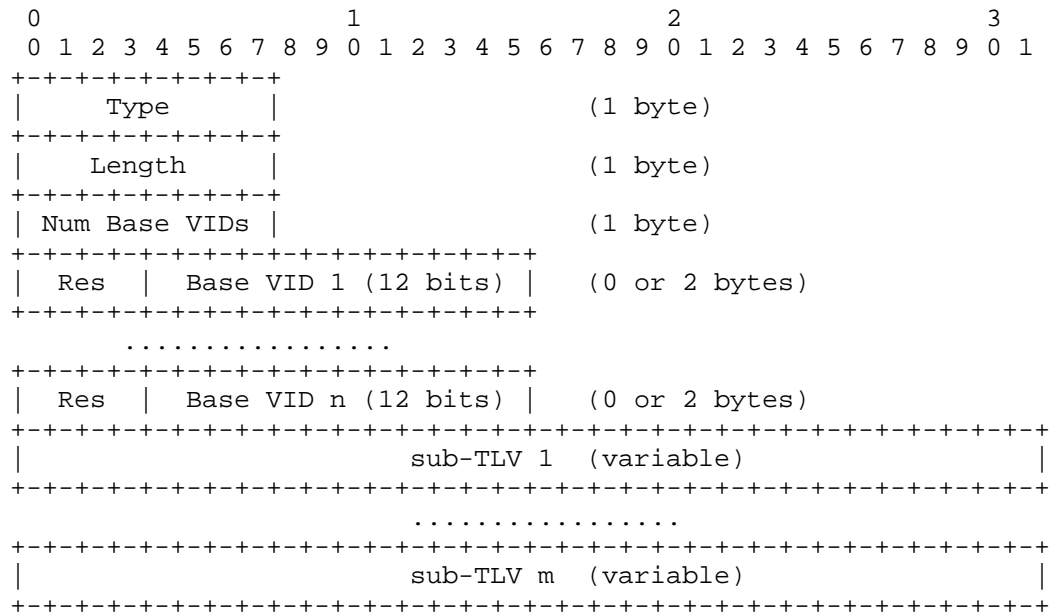 0                   1                   2                   3
 0 1 2 3 4 5 6 7 8 9 0 1 2 3 4 5 6 7 8 9 0 1 2 3 4 5 6 7 8 9 0 1
+-+-+-+-+-+-+-+-+
|     Type      |                   (1 byte)
+-+-+-+-+-+-+-+-+
|    Length     |                   (1 byte)
+-+-+-+-+-+-+-+-+
| Num Base VIDs |                   (1 byte)
+-+-+-+-+-+-+-+-+-+-+-+-+-+-+-+-+
|  Res  |  Base VID 1 (12 bits) |   (0 or 2 bytes)
+-+-+-+-+-+-+-+-+-+-+-+-+-+-+-+-+
       .................
+-+-+-+-+-+-+-+-+-+-+-+-+-+-+-+-+
|  Res  |  Base VID n (12 bits) |   (0 or 2 bytes)
+-+-+-+-+-+-+-+-+-+-+-+-+-+-+-+-+-+-+-+-+-+-+-+-+-+-+-+-+-+-+-+-+
|                        sub-TLV 1  (variable)                  |
+-+-+-+-+-+-+-+-+-+-+-+-+-+-+-+-+-+-+-+-+-+-+-+-+-+-+-+-+-+-+-+-+
                         .................
+-+-+-+-+-+-+-+-+-+-+-+-+-+-+-+-+-+-+-+-+-+-+-+-+-+-+-+-+-+-+-+-+
|                        sub-TLV m  (variable)                  |
+-+-+-+-+-+-+-+-+-+-+-+-+-+-+-+-+-+-+-+-+-+-+-+-+-+-+-+-+-+-+-+-+